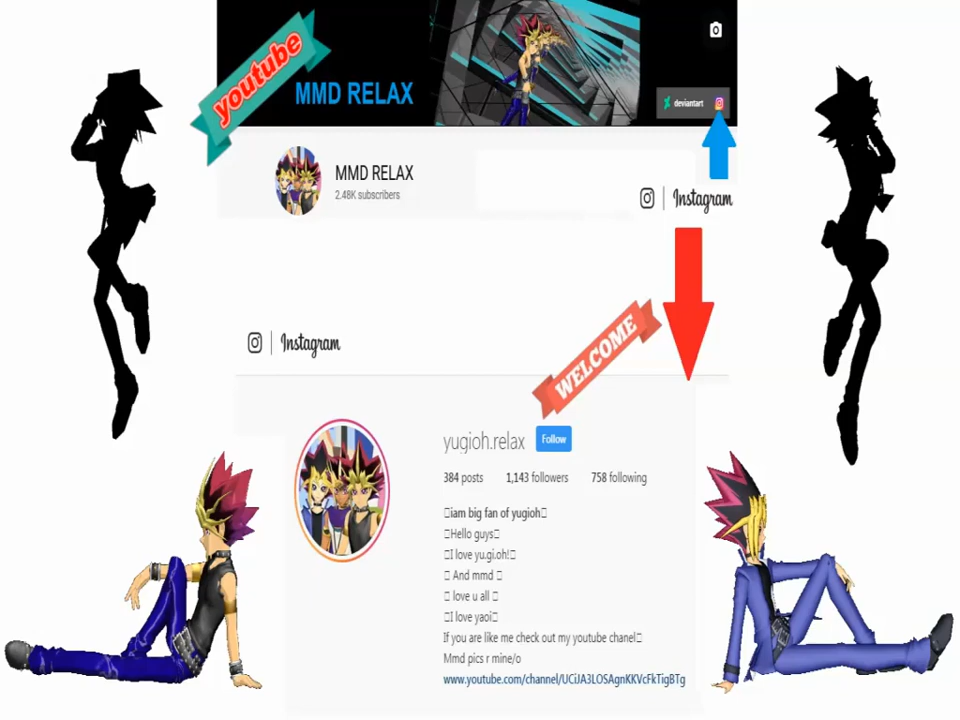 youtube
MMD RELAX
deviantart
MMD RELAX
2.48K subscribers
Instagram
Instagram
WELCOME
yugioh.relax Follow
384 posts 1,143 followers 758 following
iam big fan of yugioh
Hello guys
I love yu.gi.oh!
And mmd
love u all
I love yaoi
If you are like me check out my youtube chanel
Mmd pics r mine/o
www.youtube.com/channel/UCiJA3LOSAgnKKVcFkTigBTg